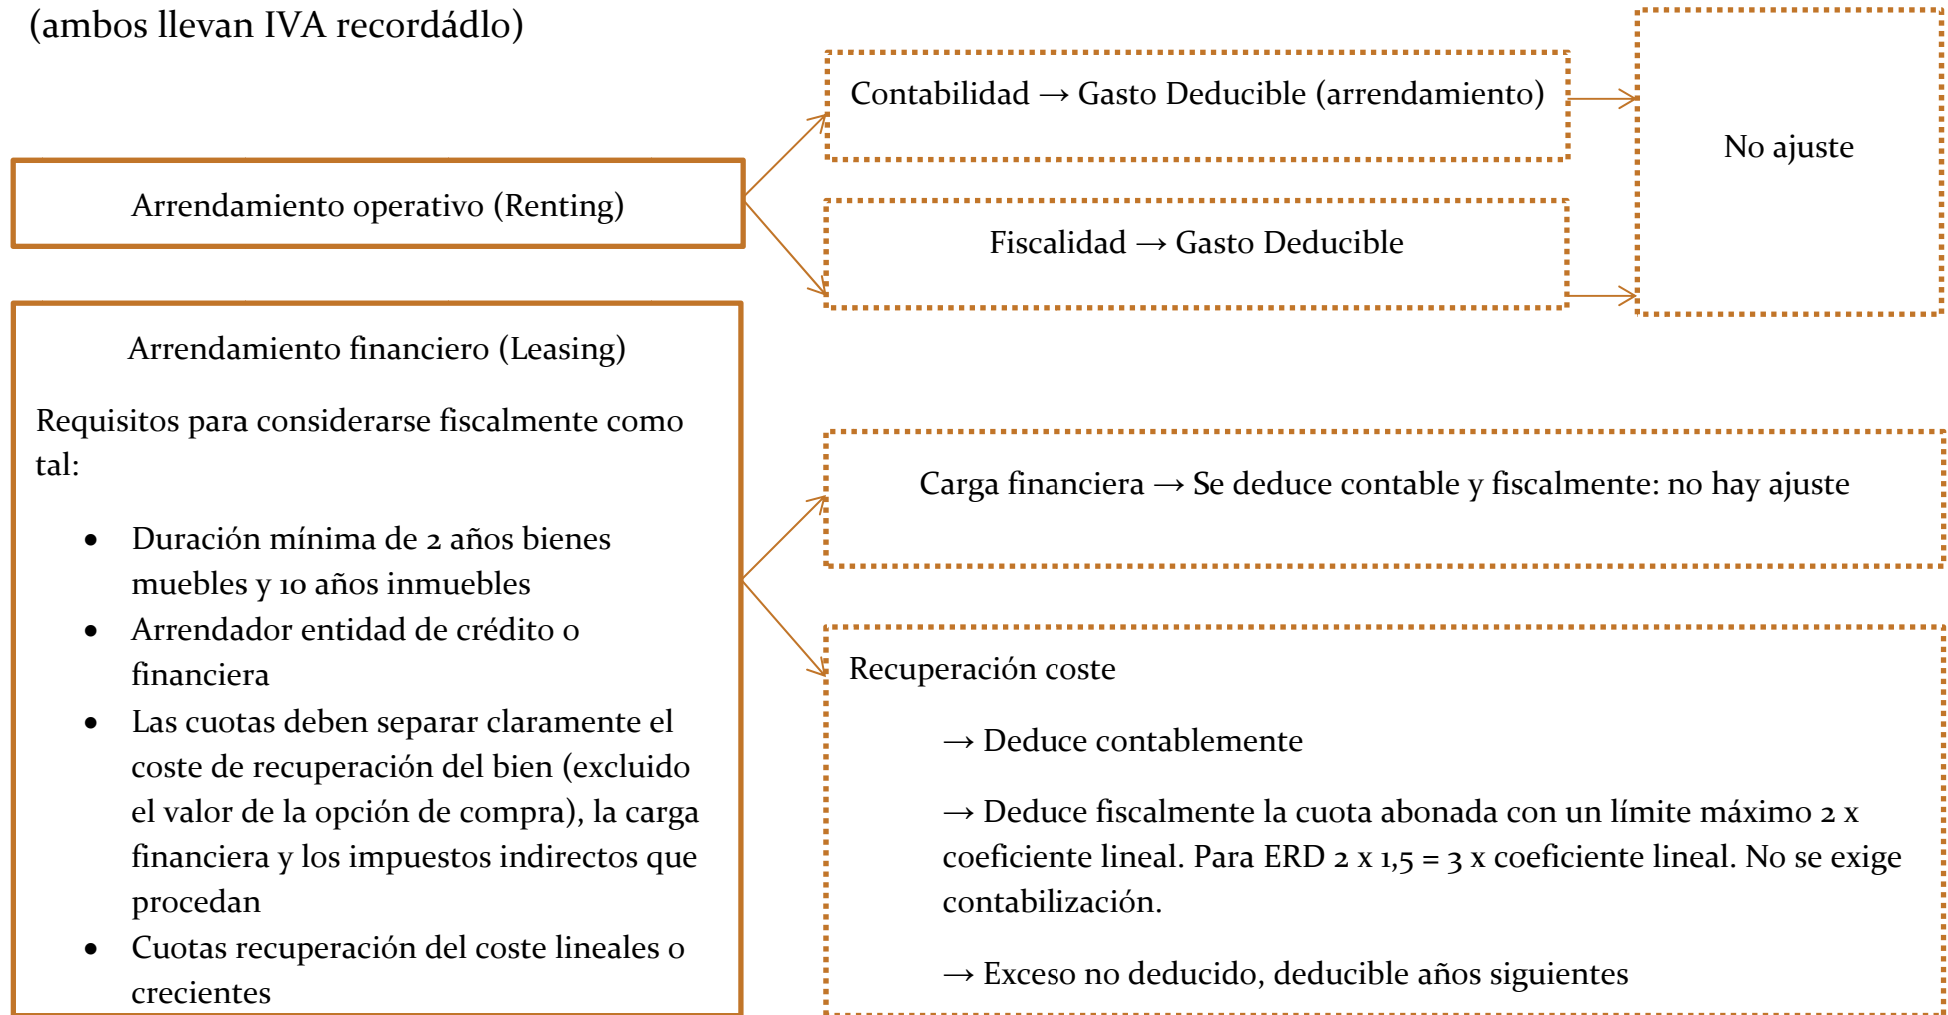 (ambos llevan IVA recordádlo)
Contabilidad → Gasto Deducible (arrendamiento)
No ajuste
Arrendamiento operativo (Renting)
Fiscalidad → Gasto Deducible
Arrendamiento financiero (Leasing)
Requisitos para considerarse fiscalmente como
tal:
• Duración mínima de 2 años bienes
muebles y 10 años inmuebles
• Arrendador entidad de crédito o
financiera
• Las cuotas deben separar claramente el
coste de recuperación del bien (excluido
el valor de la opción de compra), la carga
financiera y los impuestos indirectos que
procedan
• Cuotas recuperación del coste lineales o
crecientes
Carga financiera → Se deduce contable y fiscalmente: no hay ajuste
Recuperación coste
→ Deduce contablemente
→ Deduce fiscalmente la cuota abonada con un límite máximo 2 x
coeficiente lineal. Para ERD 2 x 1,5 = 3 x coeficiente lineal. No se exige
contabilización.
→ Exceso no deducido, deducible años siguientes